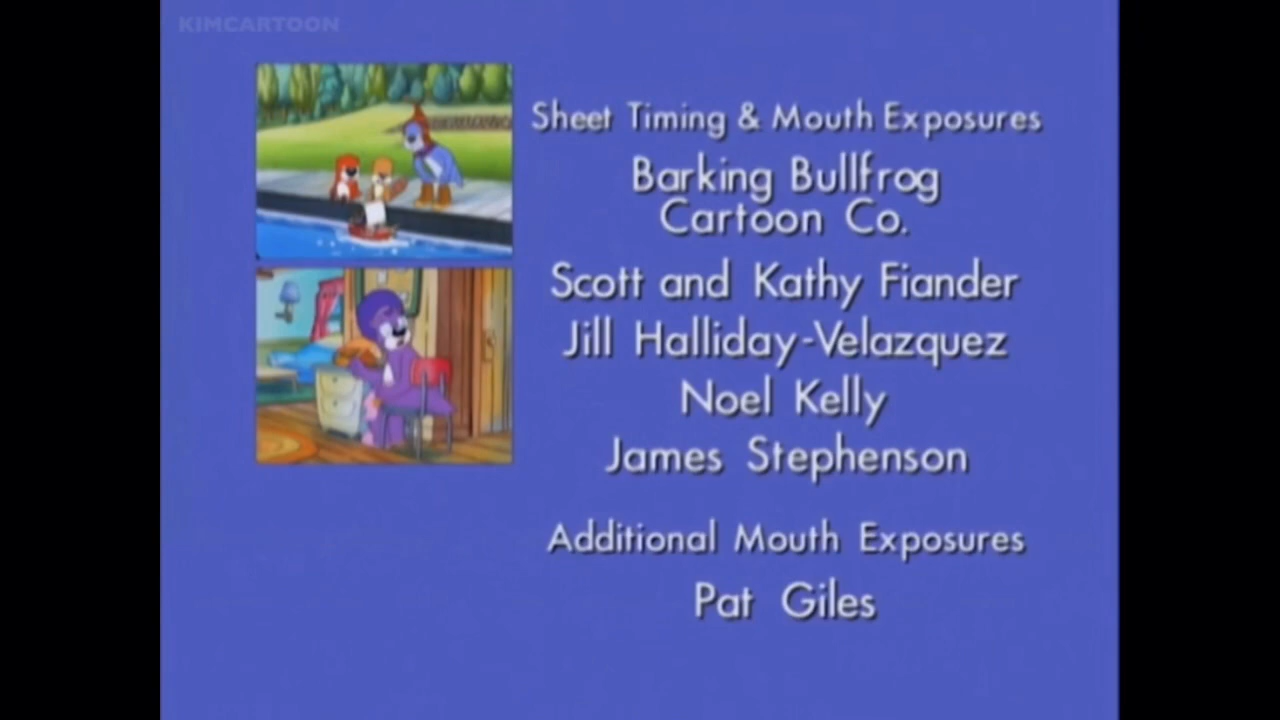 KIMCARTOON
Sheet Timing & Mouth Exposures
Barking Bullfrog
Cartoon Co.
Scott and Kathy Fiander
Jill Halliday-Velazquez
Noel Kelly
James Stephenson
Additional Mouth Exposures
Pat Giles